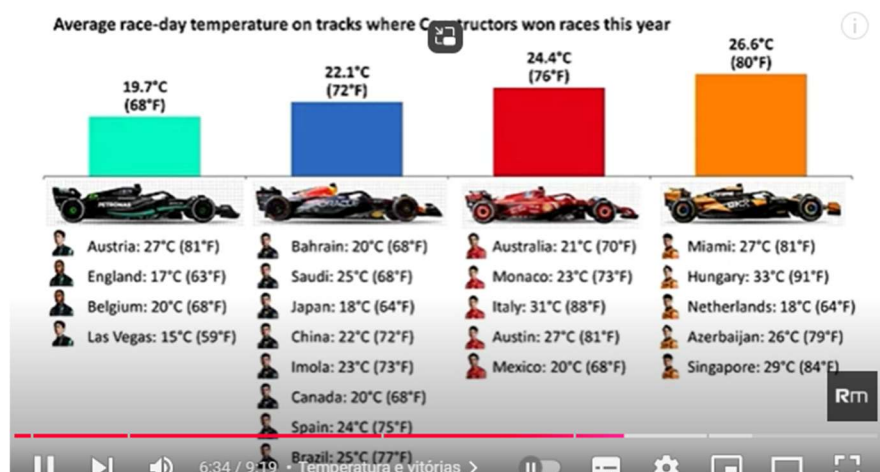 Average race-day temperature on tracks where C tructors won races this year
19.7°C
(68°F)
22.1°C
(72°F)
24.4°C
(76°F)
26.6°C
(80°F)
PETRONAS
ORACLE
Austria: 27°C (81°F)
England: 17°C (63°F)
Belgium: 20°C (68°F)
Las Vegas: 15°C (59°F)
Bahrain: 20°C (68°F)
Saudi: 25°C (68°F)
Japan: 18°C (64°F)
China: 22°C (72°F)
Imola: 23°C (73°F)
Canada: 20°C (68°F)
Spain: 24°C (75°F)
Brazil: 25°C (77°F)
Australia: 21°C (70°F)
Monaco: 23°C (73°F)
Italy: 31°C (88°F)
Austin: 27°C (81°F)
Mexico: 20°C (68°F)
Miami: 27°C (81°F)
Hungary: 33°C (91°F)
Netherlands: 18°C (64°F)
Azerbaijan: 26°C (79°F)
Singapore: 29°C (84°F)
Rm
6:34 / 9:19 • Temperatura e vitórias >